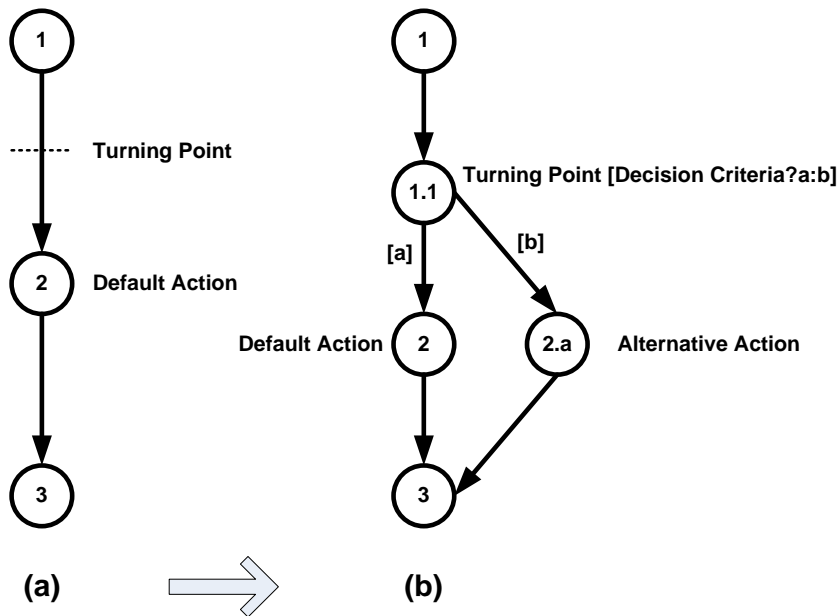 1
Turning Point
2
Default Action
3
(a)
1
1.1
Turning Point [Decision Criteria?a:b]
[a]
[b]
Default Action
2
2.a
Alternative Action
3
(b)